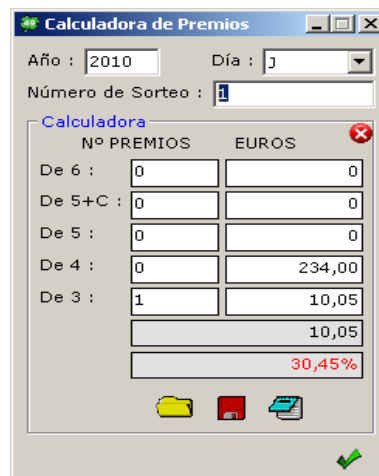 Calculadora de Premios
Año : 2010 Día : J
Número de Sorteo : 1
Calculadora
Nº PREMIOS EUROS
De 6 : 0 0
De 5+C : 0 0
De 5 : 0 0
De 4 : 0 234,00
De 3 : 1 10,05
10,05
30,45%